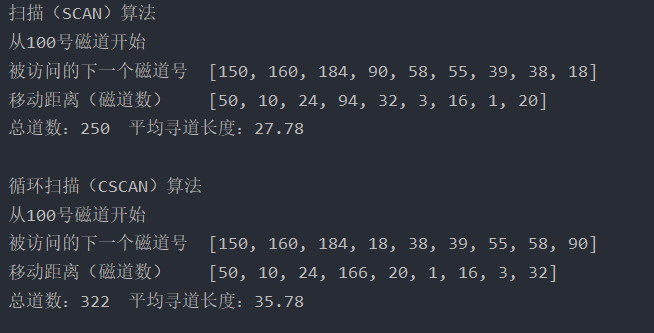 扫描（SCAN）算法
从100号磁道开始
被访问的下一个磁道号  [150, 160, 184, 90, 58, 55, 39, 38, 18]
移动距离（磁道数）    [50, 10, 24, 94, 32, 3, 16, 1, 20]
总道数：250  平均寻道长度：27.78

循环扫描（CSCAN）算法
从100号磁道开始
被访问的下一个磁道号  [150, 160, 184, 18, 38, 39, 55, 58, 90]
移动距离（磁道数）    [50, 10, 24, 166, 20, 1, 16, 3, 32]
总道数：322  平均寻道长度：35.78